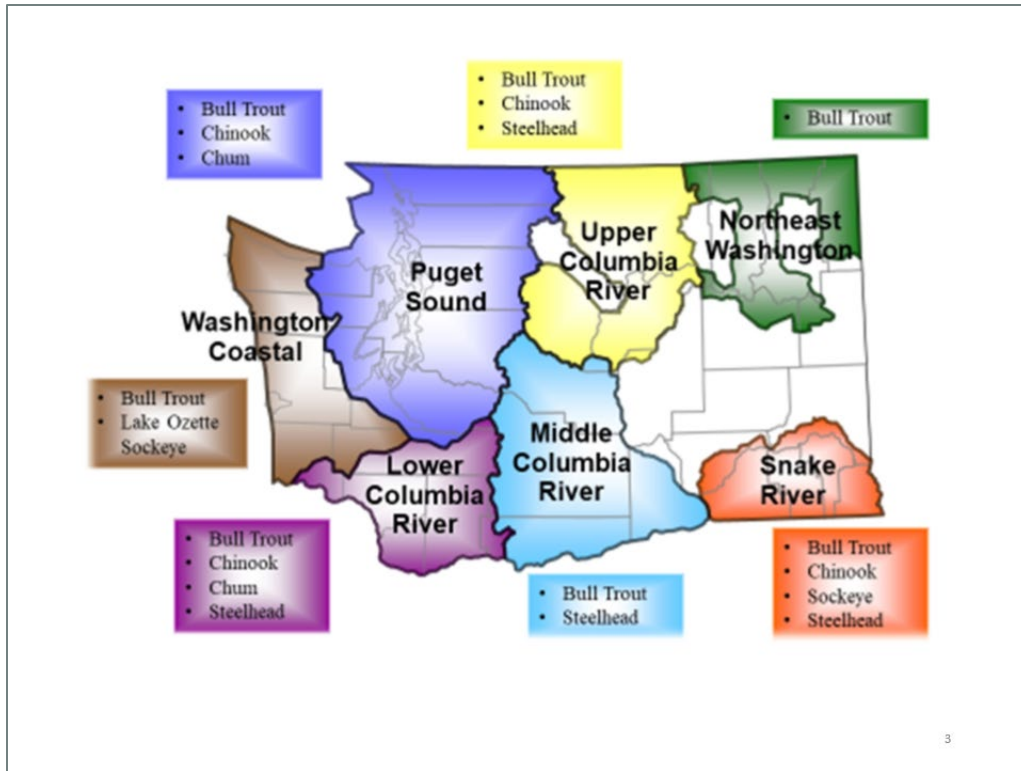 • Bull Trout
• Chinook
• Steelhead
• Bull Trout
• Chinook
• Chum
• Bull Trout
Northeast
Washington
Upper
Columbia
River
Puget
Sound
Washington
Coastal
• Bull Trout
• Lake Ozette
Sockeye
Middle
Columbia
River
Lower
Columbia
River
Snake
River
• Bull Trout
• Chinook
• Chum
• Steelhead
• Bull Trout
• Steelhead
• Bull Trout
• Chinook
• Sockeye
• Steelhead
3